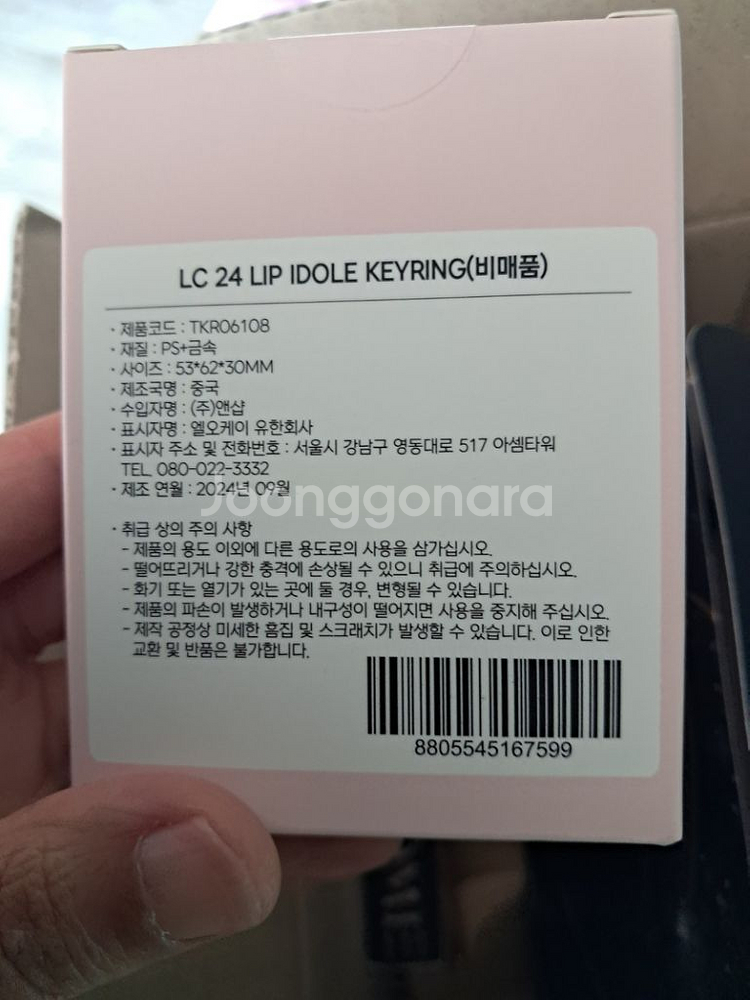 LC 24 LIP IDOLE KEYRING(비매품)
· 제품코드 : TKR06108
· 재질 : PS+금속
· 사이즈 : 53*62*30MM
· 제조국명 : 중국
· 수입자명 : (주)앤샵
· 표시자명 : 엘오케이 유한회사
· 표시자 주소 및 전화번호 : 서울시 강남구 영동대로 517 아셈타워
TEL. 080-022-3332
· 제조 연월 : 2024년 09월
Joonggonara
· 취급 상의 주의 사항
- 제품의 용도 이외에 다른 용도로의 사용을 삼가십시오.
- 떨어뜨리거나 강한 충격에 손상될 수 있으니 취급에 주의하십시오.
- 화기 또는 열기가 있는 곳에 둘 경우, 변형될 수 있습니다.
- 제품의 파손이 발생하거나 내구성이 떨어지면 사용을 중지해 주십시오.
- 제작 공정상 미세한 흠집 및 스크래치가 발생할 수 있습니다. 이로 인한
교환 및 반품은 불가합니다.
8805545167599